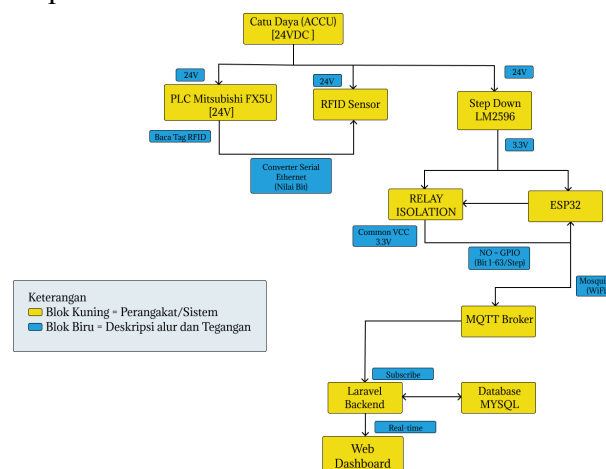 Catu Daya (ACCU)
[24VDC ]
24V
24V
24V
PLC Mitsubishi FX5U
[24V]
RFID Sensor
Step Down
LM2596
Baca Tag RFID
3.3V
Converter Serial
Ethernet
(Nilai Bit)
RELAY
ISOLATION
ESP32
Common VCC
3.3V
NO = GPIO
(Bit 1-63/Step)
Mosqui
(WiFi
Keterangan
Blok Kuning = Perangakat/Sistem
Blok Biru = Deskripsi alur dan Tegangan
MQTT Broker
Subscribe
Laravel
Backend
Database
MYSQL
Real-time
Web
Dashboard